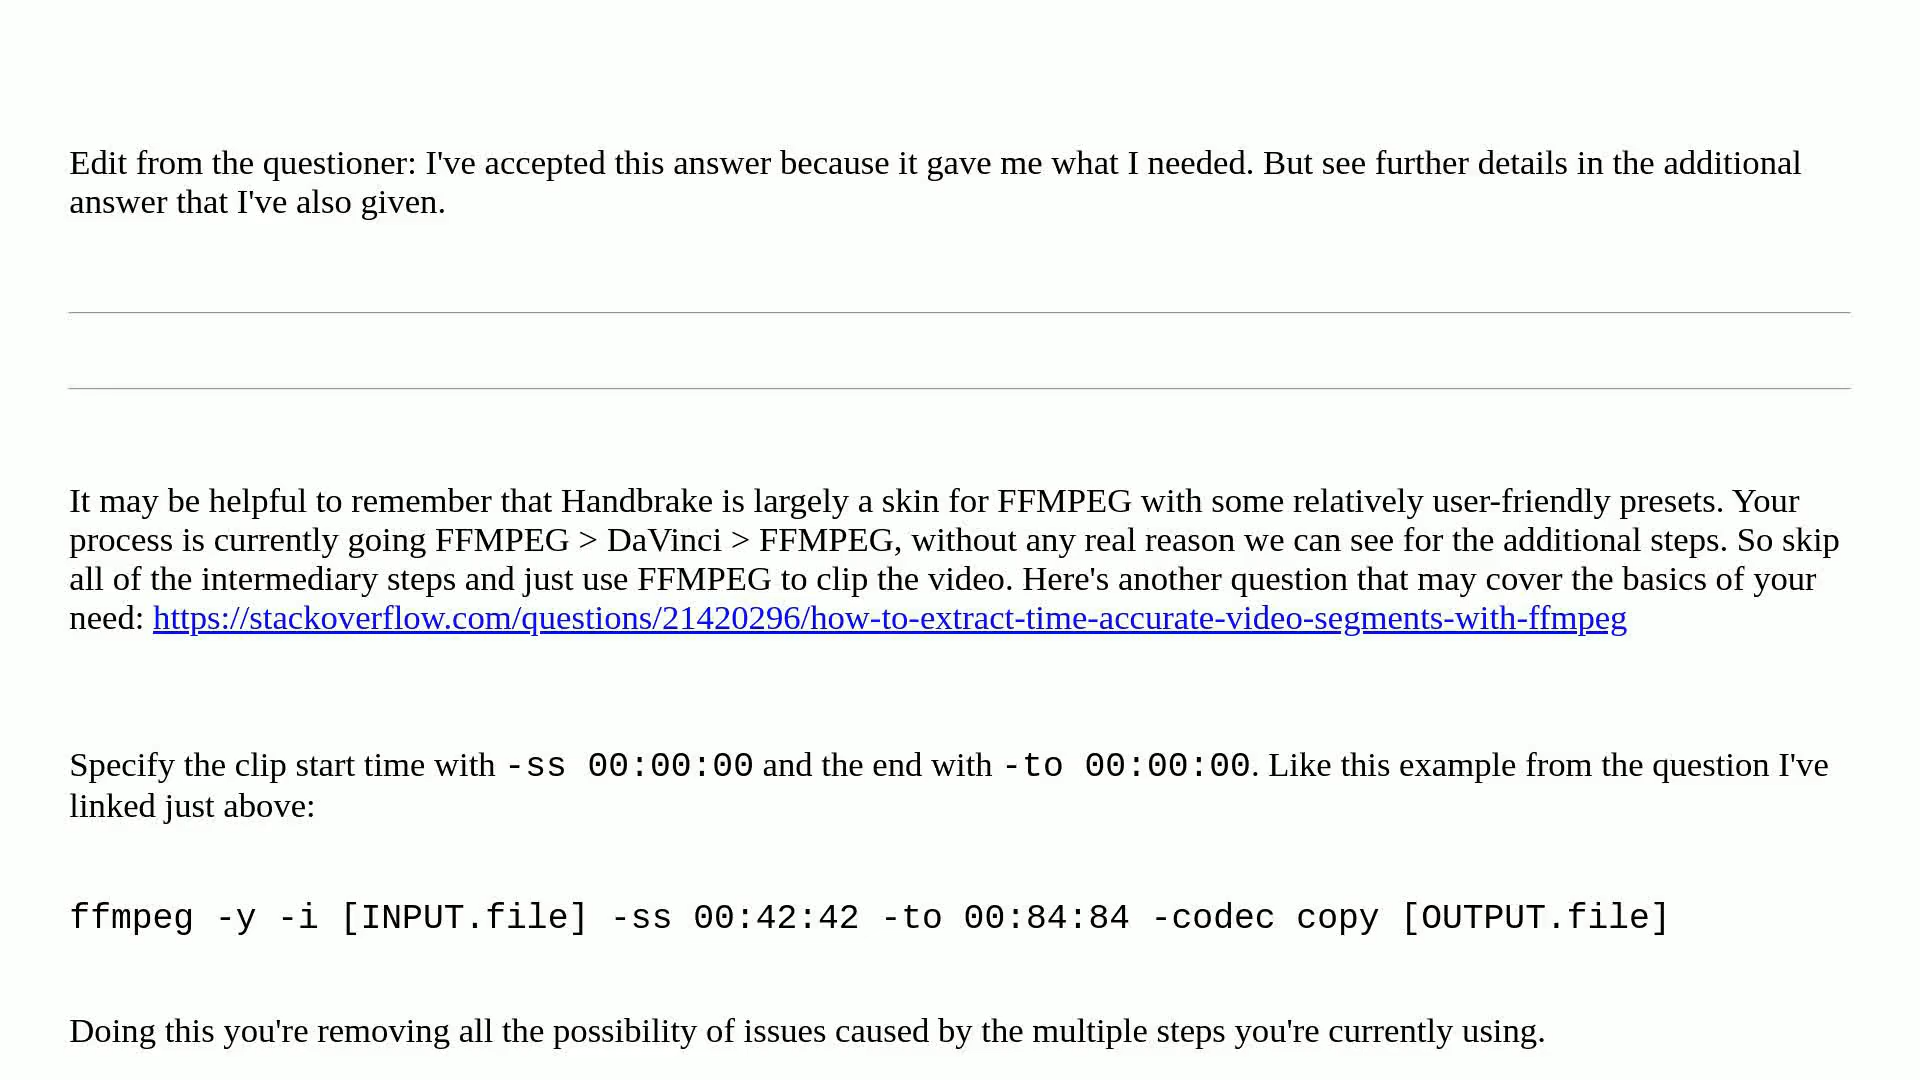 Edit from the questioner: I've accepted this answer because it gave me what I needed. But see further details in the additional
answer that I've also given.
It may be helpful to remember that Handbrake is largely a skin for FFMPEG with some relatively user-friendly presets. Your
process is currently going FFMPEG > DaVinci > FFMPEG, without any real reason we can see for the additional steps. So skip
all of the intermediary steps and just use FFMPEG to clip the video. Here's another question that may cover the basics of your
need: https://stackoverflow.com/questions/21420296/how-to-extract-time-accurate-video-segments-with-ffmpeg
Specify the clip start time with -ss 00:00:00 and the end with -to 00:00:00. Like this example from the question I've
linked just above:
ffmpeg -y -i [INPUT.file] -ss 00:42:42 -to 00:84:84 -codec copy [OUTPUT.file]
Doing this you're removing all the possibility of issues caused by the multiple steps you're currently using.